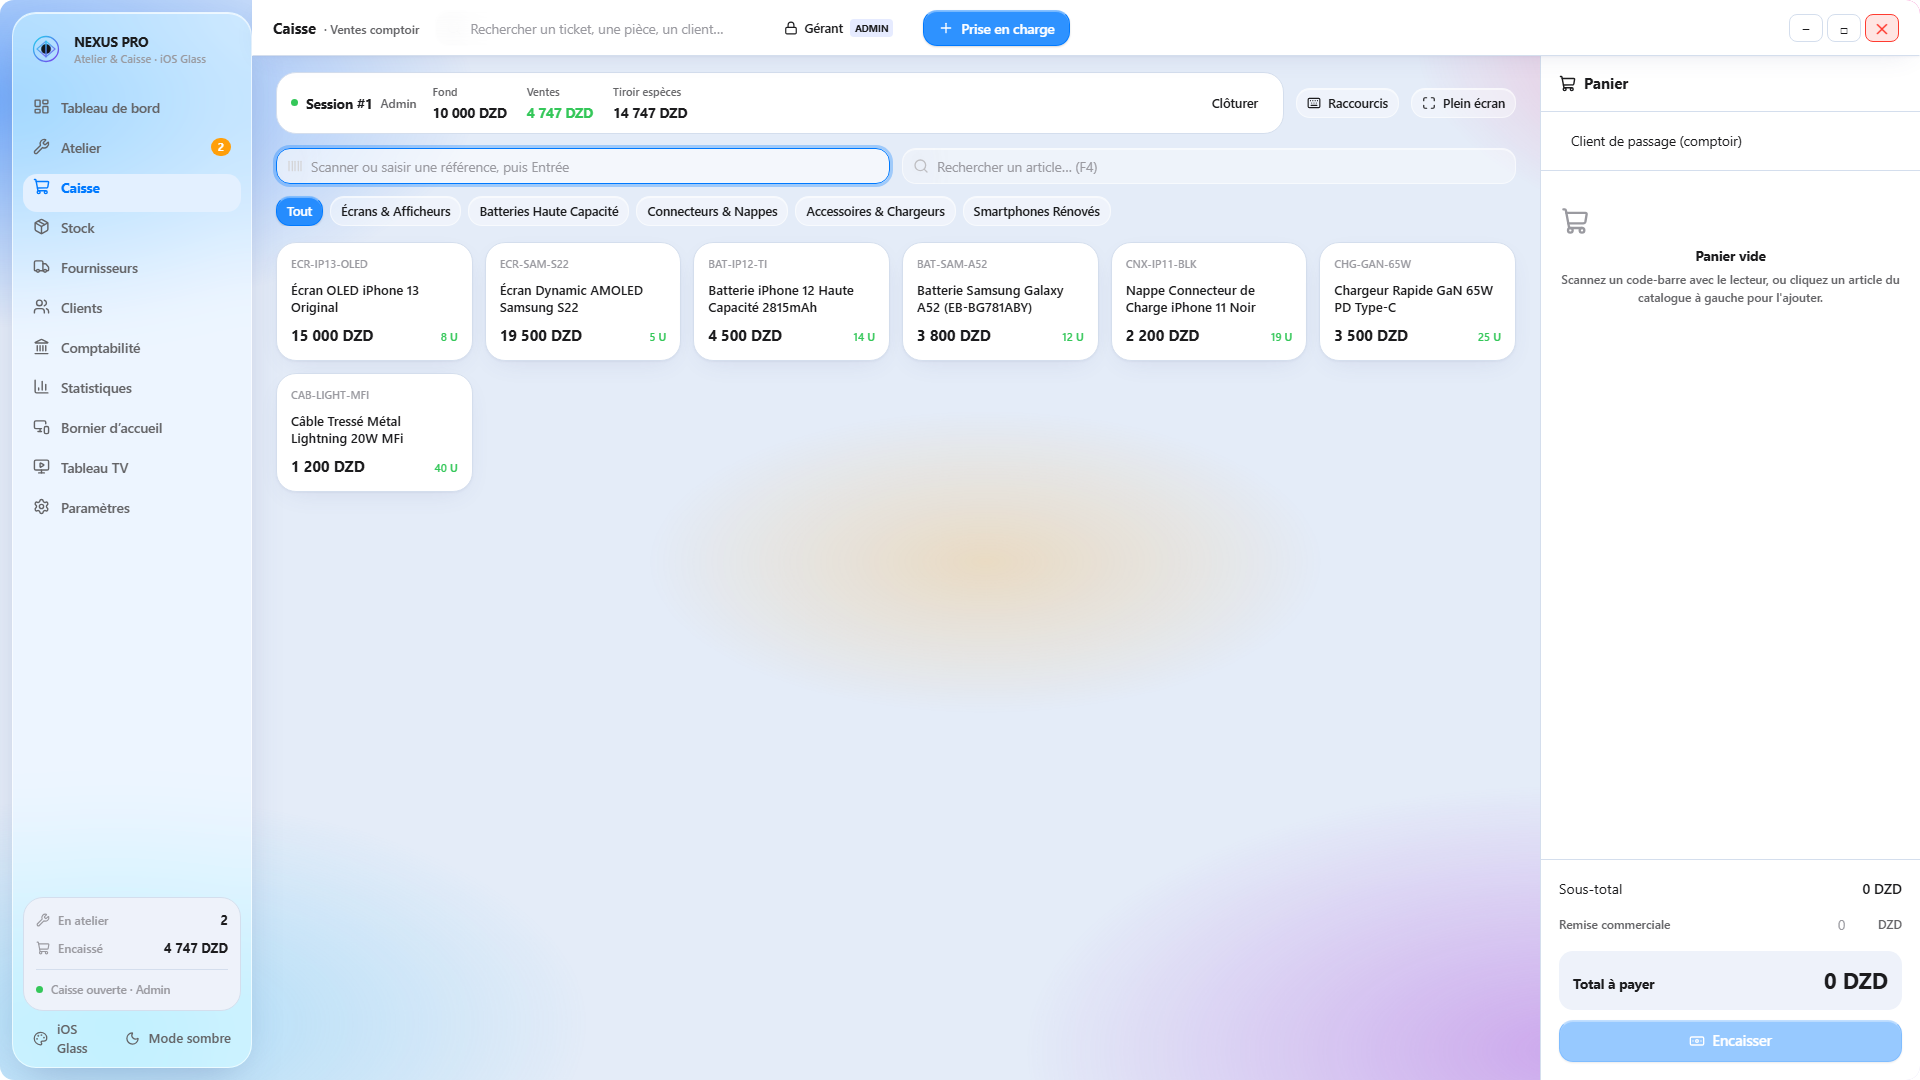 NEXUS PRO
Atelier & Caisse · iOS Glass
Tableau de bord
Atelier 2
Caisse
Stock
Fournisseurs
Clients
Comptabilité
Statistiques
Bornier d’accueil
Tableau TV
Paramètres
En atelier 2
Encaissé 4 747 DZD
Caisse ouverte · Admin
iOS Glass
Mode sombre
Caisse · Ventes comptoir
Rechercher un ticket, une pièce, un client...
Gérant ADMIN
Prise en charge
Session #1 Admin
Fond
10 000 DZD
Ventes
4 747 DZD
Tiroir espèces
14 747 DZD
Clôturer
Raccourcis
Plein écran
Scanner ou saisir une référence, puis Entrée
Rechercher un article... (F4)
Tout
Écrans & Afficheurs
Batteries Haute Capacité
Connecteurs & Nappes
Accessoires & Chargeurs
Smartphones Rénovés
ECR-IP13-OLED
Écran OLED iPhone 13
Original
15 000 DZD 8 U
ECR-SAM-S22
Écran Dynamic AMOLED
Samsung S22
19 500 DZD 5 U
BAT-IP12-TI
Batterie iPhone 12 Haute
Capacité 2815mAh
4 500 DZD 14 U
BAT-SAM-A52
Batterie Samsung Galaxy
A52 (EB-BG781ABY)
3 800 DZD 12 U
CNX-IP11-BLK
Nappe Connecteur de
Charge iPhone 11 Noir
2 200 DZD 19 U
CHG-GAN-65W
Chargeur Rapide GaN 65W
PD Type-C
3 500 DZD 25 U
CAB-LIGHT-MFI
Câble Tressé Métal
Lightning 20W MFi
1 200 DZD 40 U
Panier
Client de passage (comptoir)
Panier vide
Scannez un code-barre avec le lecteur, ou cliquez un article du
catalogue à gauche pour l'ajouter.
Sous-total 0 DZD
Remise commerciale 0 DZD
Total à payer 0 DZD
Encaisser